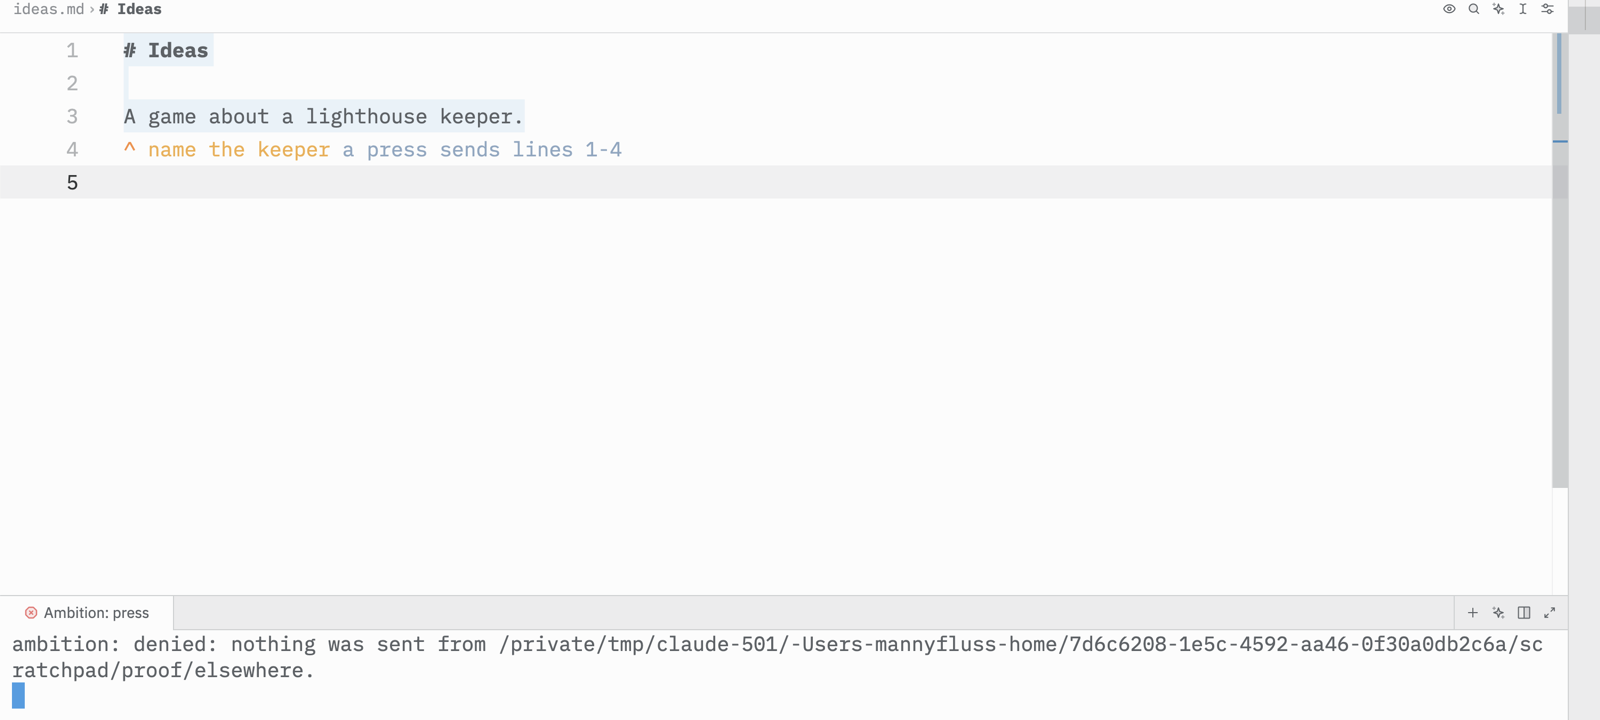 ideas.md › # Ideas
1 # Ideas
2
3 A game about a lighthouse keeper.
4 ^ name the keeper a press sends lines 1-4
5
Ambition: press
ambition: denied: nothing was sent from /private/tmp/claude-501/-Users-mannyfluss-home/7d6c6208-1e5c-4592-aa46-0f30a0db2c6a/sc
ratchpad/proof/elsewhere.